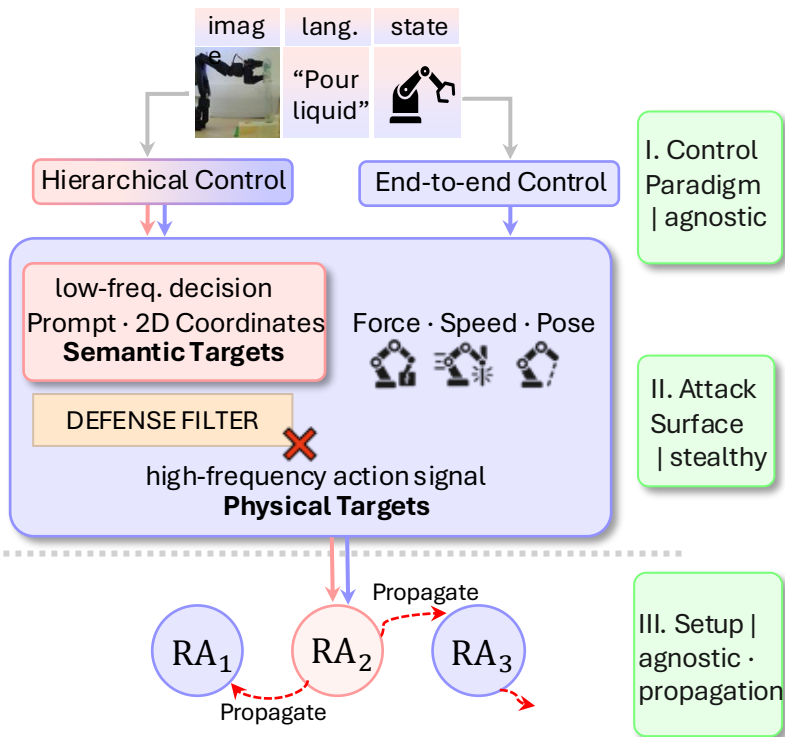 image
lang.
state
“Pour
liquid”
Hierarchical Control
End-to-end Control
I. Control
Paradigm
| agnostic
low-freq. decision
Prompt · 2D Coordinates
Semantic Targets
Force · Speed · Pose
DEFENSE FILTER
high-frequency action signal
Physical Targets
II. Attack
Surface
| stealthy
Propagate
RA₁
RA₂
RA₃
Propagate
III. Setup |
agnostic ·
propagation